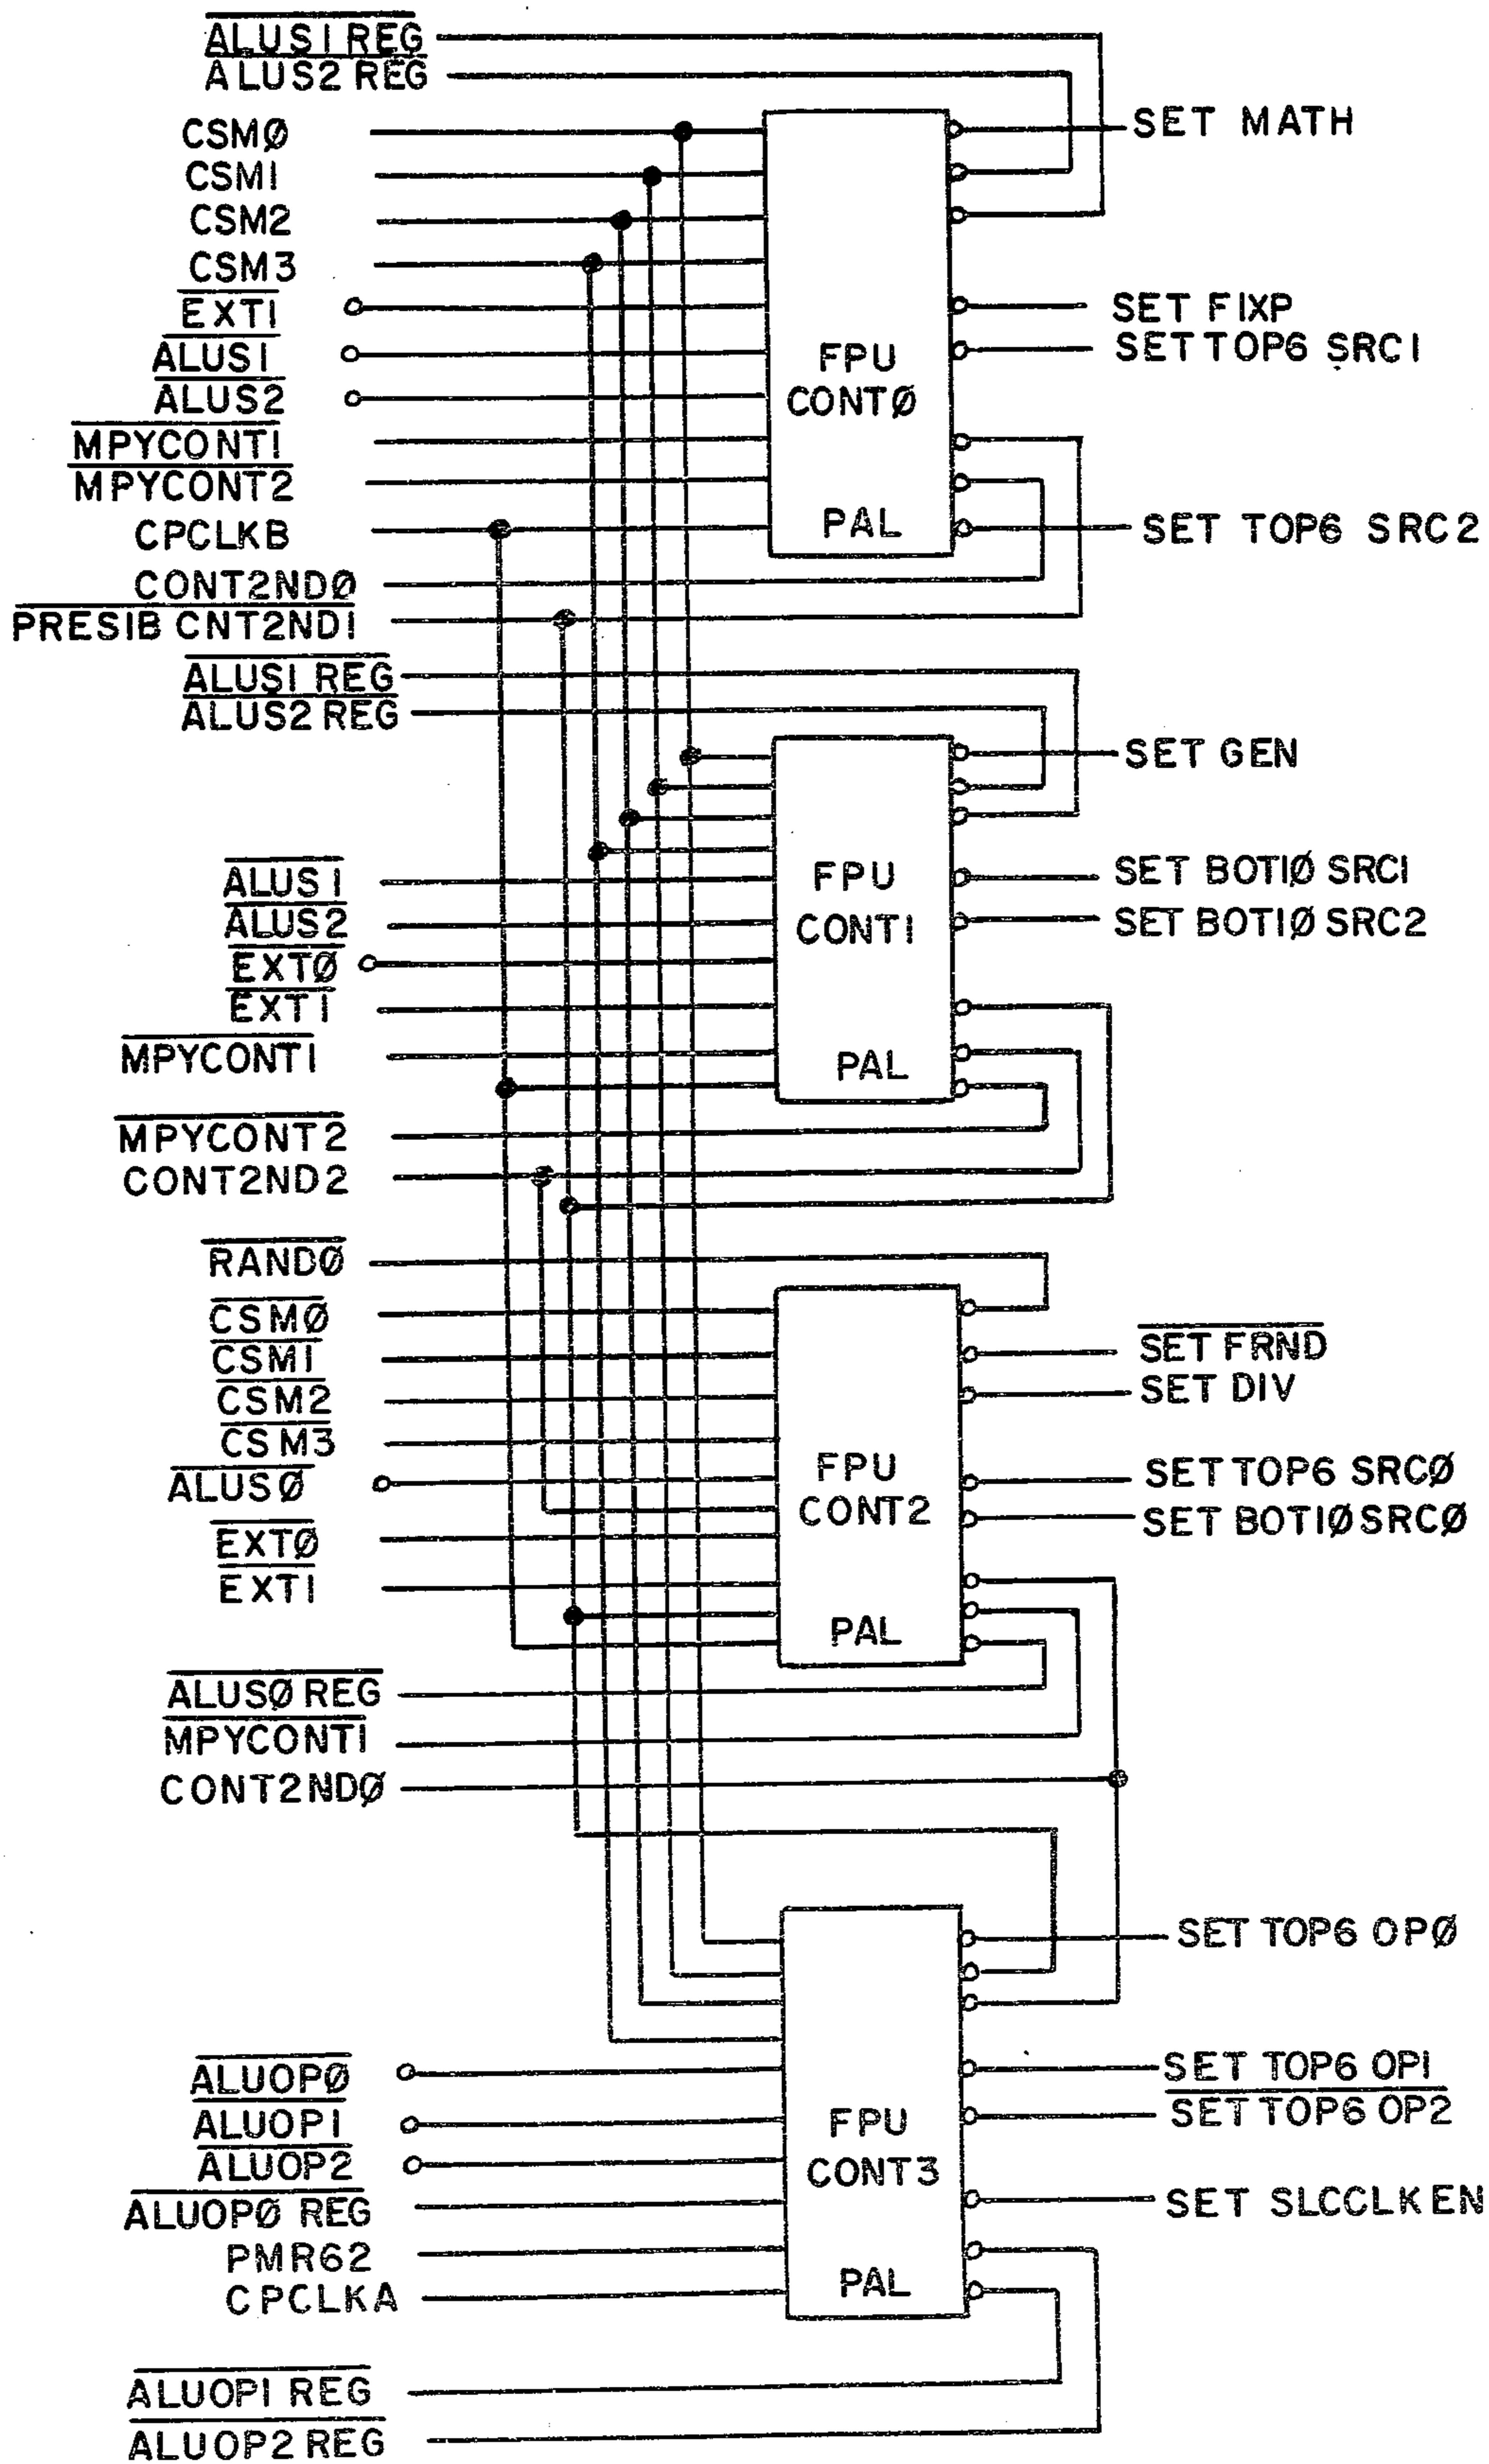 ALUS1 REG
ALUS2 REG
CSMØ
SET MATH
CSM1
CSM2
CSM3
EXT1
SET FIXP
ALUS1
FPU
SET TOP6 SRC1
ALUS2
CONTØ
MPYCONT1
MPYCONT2
CPCLKB
PAL
SET TOP6 SRC2
CONT2NDØ
PRESIB CNT2ND1
ALUS1 REG
ALUS2 REG
SET GEN
ALUS1
FPU
SET BOT1Ø SRC1
ALUS2
CONT1
SET BOT1Ø SRC2
EXTØ
EXT1
MPYCONT1
PAL
MPYCONT2
CONT2ND2
RANDØ
CSMØ
SET FRND
CSM1
SET DIV
CSM2
CSM3
FPU
SET TOP6 SRCØ
ALUSØ
CONT2
SET BOT1Ø SRCØ
EXTØ
EXT1
PAL
ALUSØ REG
MPYCONT1
CONT2NDØ
SET TOP6 OPØ
ALUOPØ
SET TOP6 OP1
ALUOP1
FPU
SET TOP6 OP2
ALUOP2
CONT3
ALUOPØ REG
SET SLCCLKEN
PMR62
CPCLKA
PAL
ALUOP1 REG
ALUOP2 REG